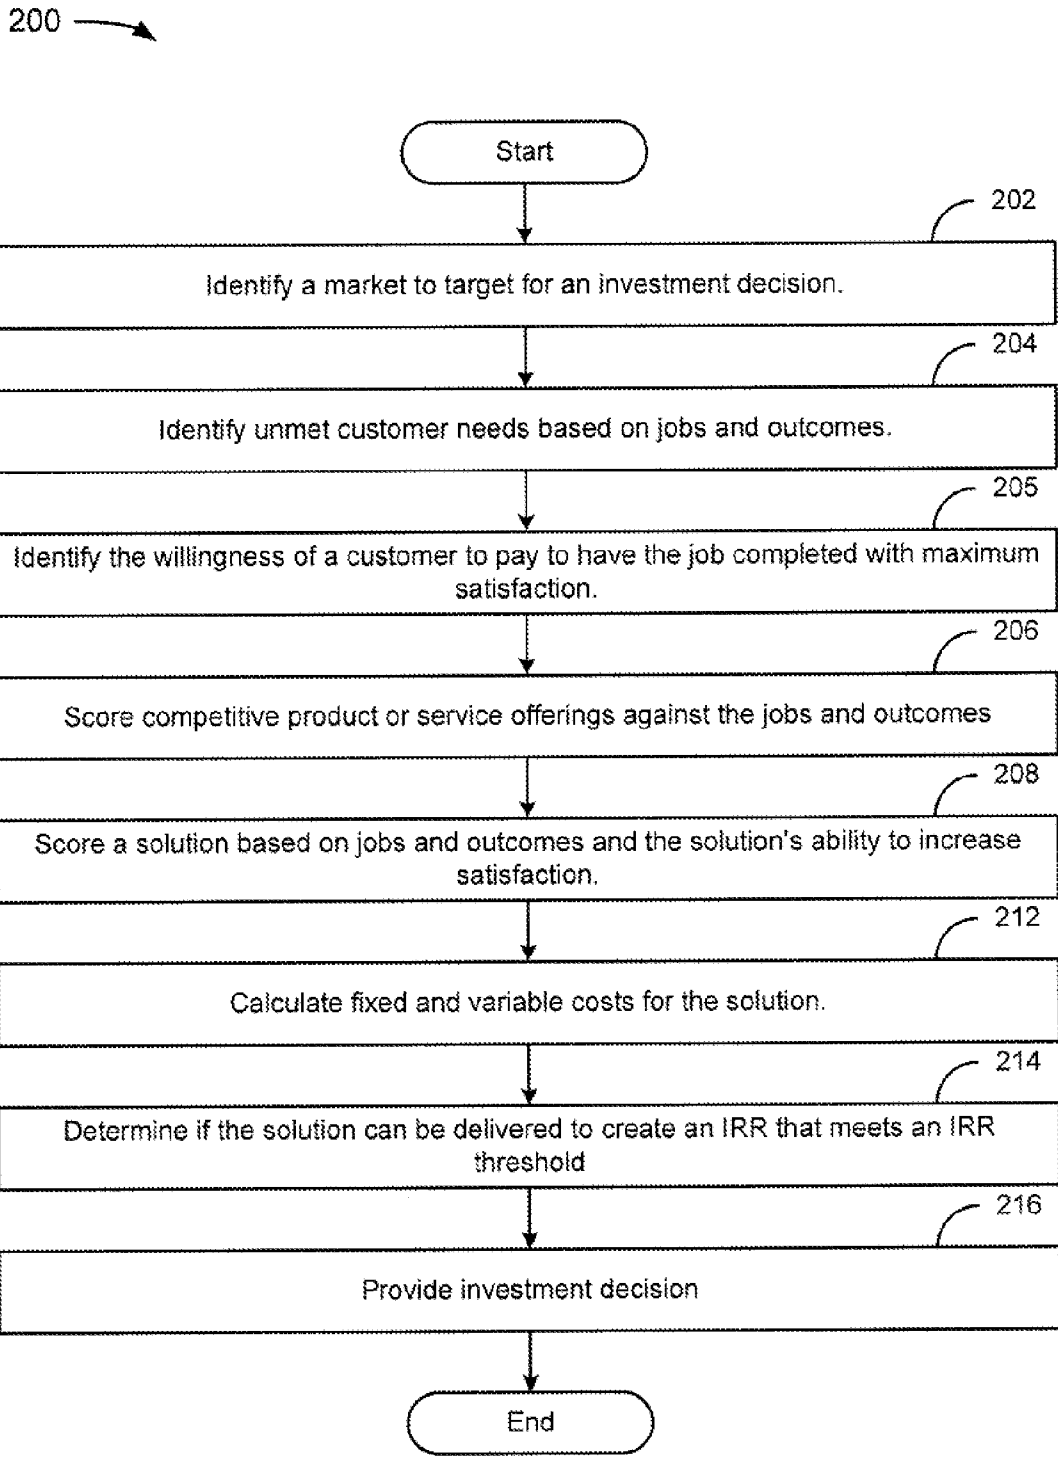 200
Start
202
Identify a market to target for an investment decision.
204
Identify unmet customer needs based on jobs and outcomes.
205
Identify the willingness of a customer to pay to have the job completed with maximum
satisfaction.
206
Score competitive product or service offerings against the jobs and outcomes
208
Score a solution based on jobs and outcomes and the solution's ability to increase
satisfaction.
212
Calculate fixed and variable costs for the solution.
214
Determine if the solution can be delivered to create an IRR that meets an IRR
threshold
216
Provide investment decision
End